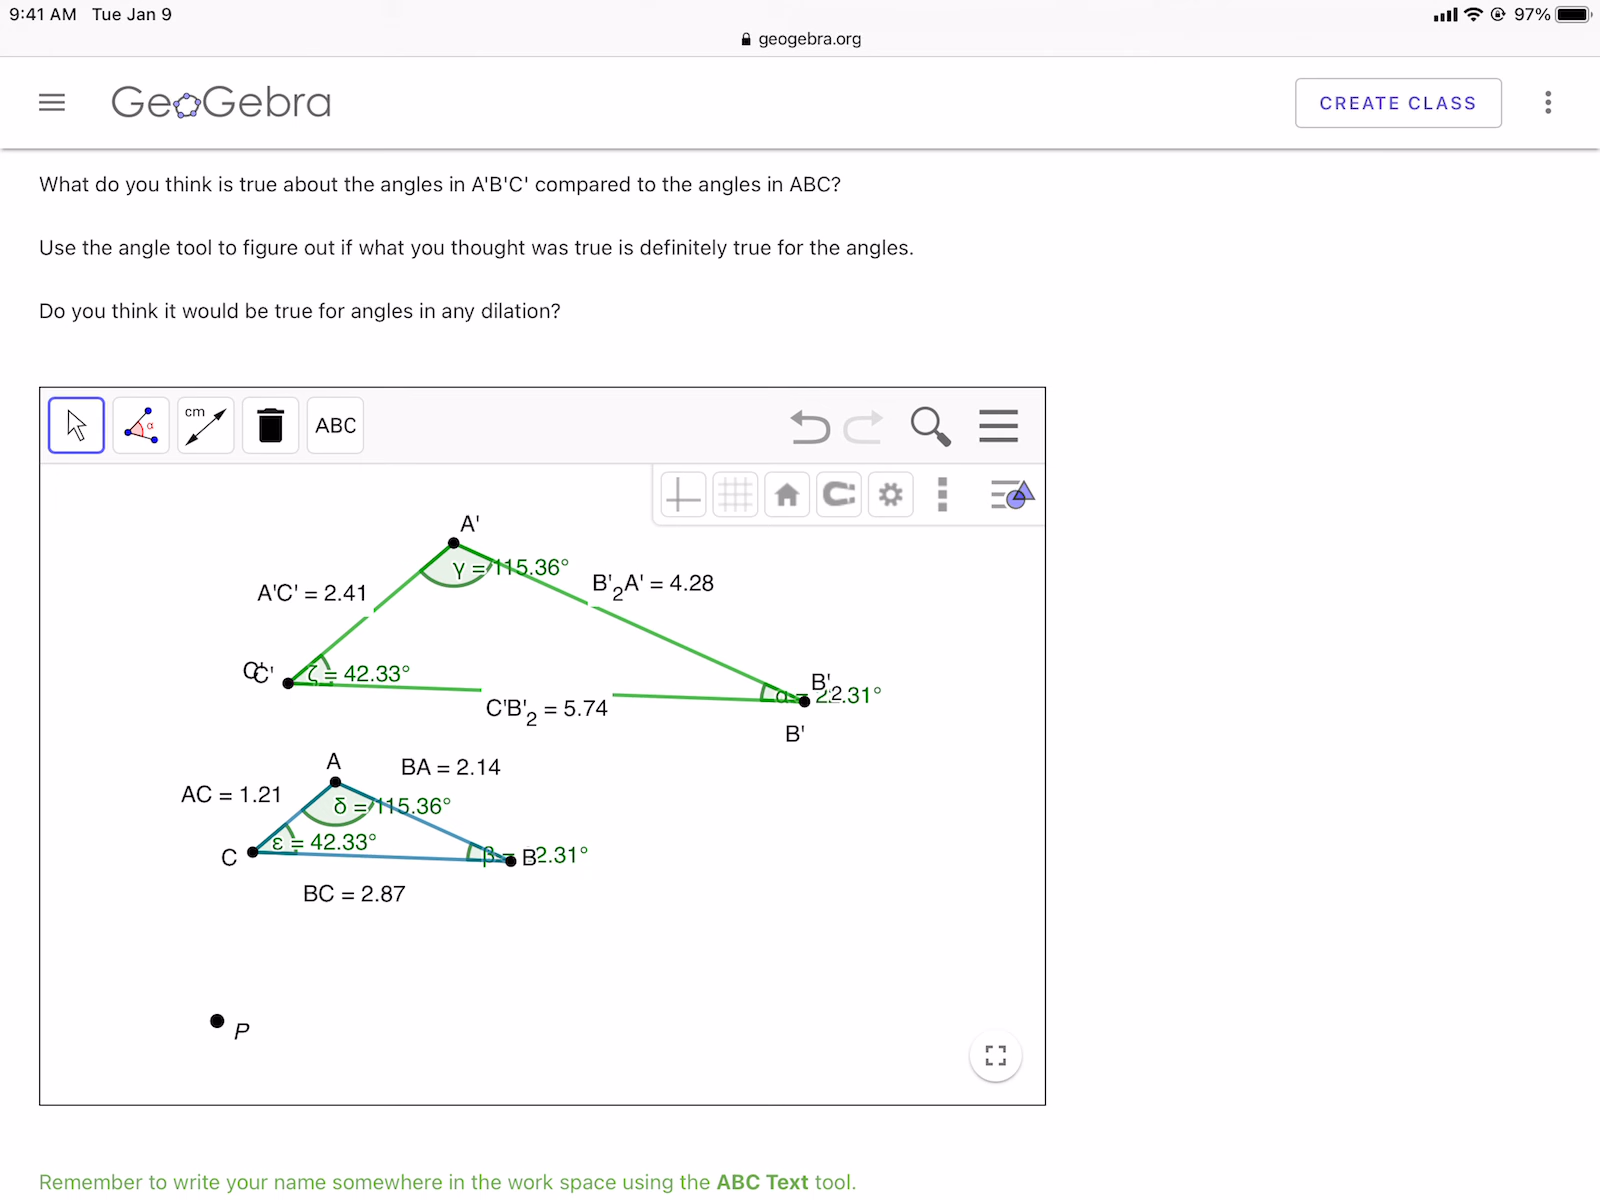 9:41 AM Tue Jan 9
97%
geogebra.org
GeoGebra
CREATE CLASS
What do you think is true about the angles in A'B'C' compared to the angles in ABC?
Use the angle tool to figure out if what you thought was true is definitely true for the angles.
Do you think it would be true for angles in any dilation?
cm
α
ABC
A'
γ = 115.36°
B'₂A' = 4.28
A'C' = 2.41
C'
ζ = 42.33°
B'₂
2.31°
C'B'₂ = 5.74
B'
A
BA = 2.14
AC = 1.21
δ = 115.36°
ε = 42.33°
C
B
2.31°
BC = 2.87
P
Remember to write your name somewhere in the work space using the ABC Text tool.